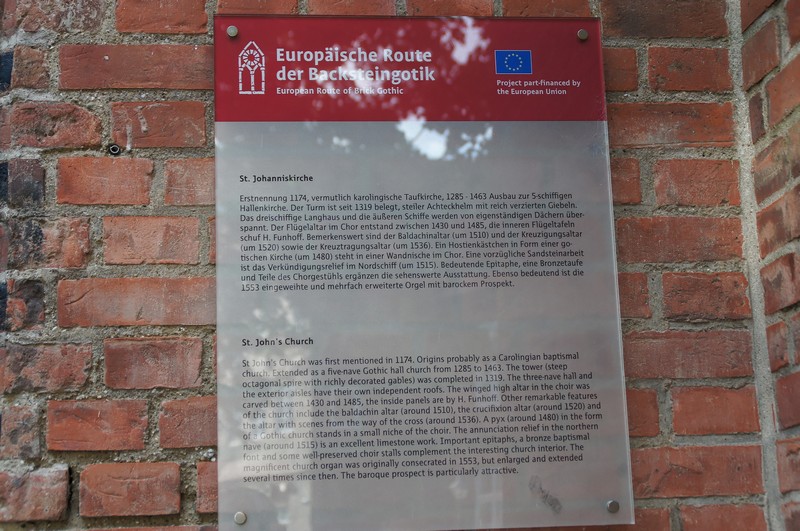 Europäische Route
der Backsteingotik
European Route of Brick Gothic
Project part-financed by
the European Union
St. Johanniskirche
Erstnennung 1174, vermutlich karolingische Taufkirche, 1285 - 1463 Ausbau zur 5-schiffigen
Hallenkirche. Der Turm ist seit 1319 belegt, steiler Achteckhelm mit reich verzierten Giebeln.
Das dreischiffige Langhaus und die äußeren Schiffe werden von eigenständigen Dächern über-
spannt. Der Flügelaltar im Chor entstand zwischen 1430 und 1485, die inneren Flügeltafeln
schuf H. Funhoff. Bemerkenswert sind der Baldachinaltar (um 1510) und der Kreuzigungsaltar
(um 1520) sowie der Kreuztragungsaltar (um 1536). Ein Hostienkästchen in Form einer go-
tischen Kirche (um 1480) steht in einer Wandnische im Chor. Eine vorzügliche Sandsteinarbeit
ist das Verkündigungsrelief im Nordschiff (um 1515). Bedeutende Epitaphe, eine Bronzetaufe
und Teile des Chorgestühls ergänzen die sehenswerte Ausstattung. Ebenso bedeutend ist die
1553 eingeweihte und mehrfach erweiterte Orgel mit barockem Prospekt.
St. John's Church
St John's Church was first mentioned in 1174. Origins probably as a Carolingian baptismal
church. Extended as a five-nave Gothic hall church from 1285 to 1463. The tower (steep
octagonal spire with richly decorated gables) was completed in 1319. The three-nave hall and
the exterior aisles have their own independent roofs. The winged high altar in the choir was
carved between 1430 and 1485, the inside panels are by H. Funhoff. Other remarkable features
of the church include the baldachin altar (around 1510), the crucifixion altar (around 1520) and
the altar with scenes from the way of the cross (around 1536). A pyx (around 1480) in the form
of a Gothic church stands in a small niche of the choir. The annunciation relief in the northern
nave (around 1515) is an excellent limestone work. Important epitaphs, a bronze baptismal
font and some well-preserved choir stalls complement the interesting church interior. The
magnificent church organ was originally consecrated in 1553, but enlarged and extended
several times since then. The baroque prospect is particularly attractive.